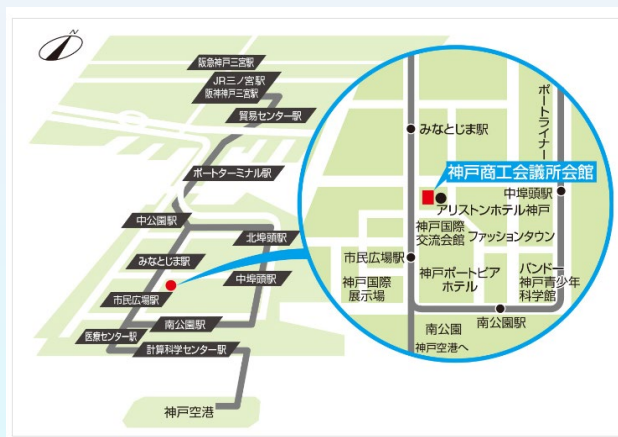 N
阪急神戸三宮駅
JR三ノ宮駅
阪神神戸三宮駅
貿易センター駅
ポートターミナル駅
中公園駅
北埠頭駅
みなとじま駅
中埠頭駅
市民広場駅
南公園駅
医療センター駅
計算科学センター駅
神戸空港
ポートライナー
みなとじま駅
神戸商工会議所会館
中埠頭駅
アリストンホテル神戸
神戸国際
交流会館
ファッションタウン
市民広場駅
神戸国際
展示場
神戸ポートピア
ホテル
バンドー
神戸青少年
科学館
南公園
南公園駅
神戸空港へ